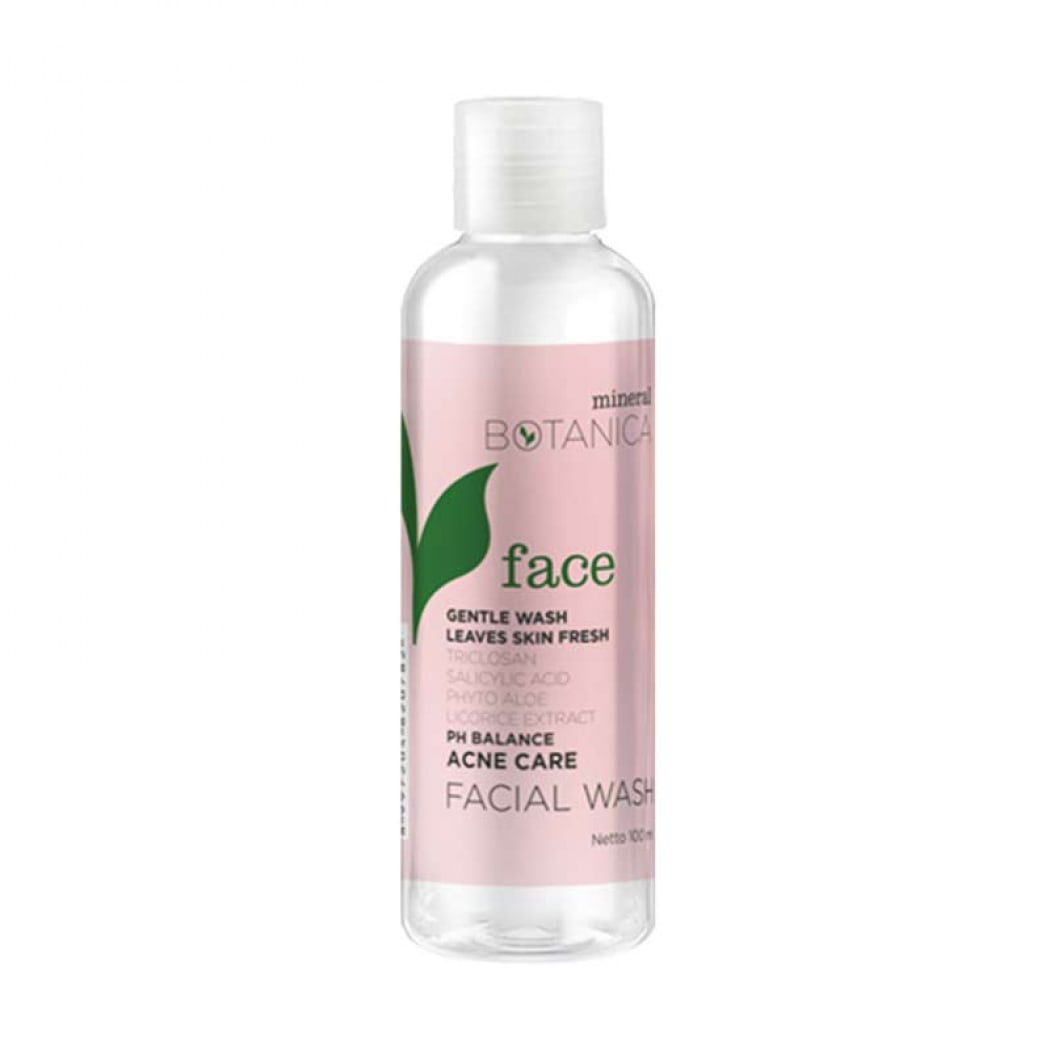 mineral
BOTANICA
face
GENTLE WASH
LEAVES SKIN FRESH
TRICLOSAN
SALICYLIC ACID
PHYTO ALOE
LICORICE EXTRACT
PH BALANCE
ACNE CARE
FACIAL WASH
Netto 100 ml